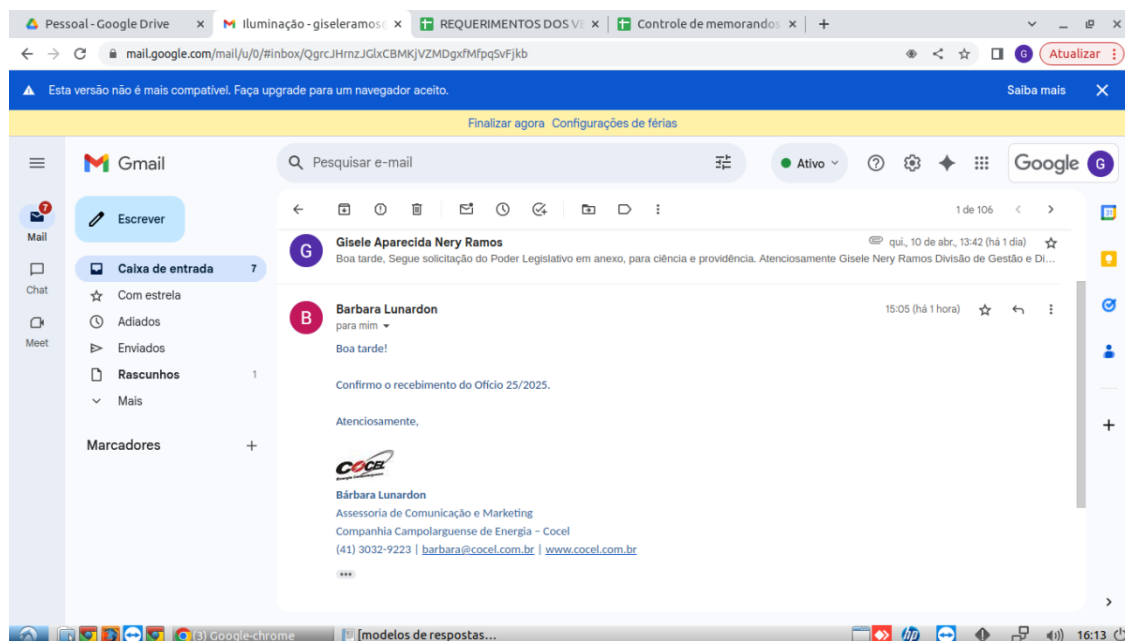 Pessoal - Google Drive
Iluminação - giseleramos
REQUERIMENTOS DOS VE
Controle de memorandos
mail.google.com/mail/u/0/#inbox/QgrcJHrnzJGlxCBMKjVZMDgxfMfpqSvFjkb
G
Atualizar
Esta versão não é mais compatível. Faça upgrade para um navegador aceito.
Saiba mais
Finalizar agora Configurações de férias
Gmail
Pesquisar e-mail
Ativo
Google
G
7
Mail
Chat
Meet
Escrever
Caixa de entrada 7
Com estrela
Adiados
Enviados
Rascunhos 1
Mais
Marcadores
1 de 106
31
G
Gisele Aparecida Nery Ramos
qui., 10 de abr., 13:42 (há 1 dia)
Boa tarde, Segue solicitação do Poder Legislativo em anexo, para ciência e providência. Atenciosamente Gisele Nery Ramos Divisão de Gestão e Di...
B
Barbara Lunardon
15:05 (há 1 hora)
para mim
Boa tarde!
Confirmo o recebimento do Ofício 25/2025.
Atenciosamente,
COCEL
Bárbara Lunardon
Assessoria de Comunicação e Marketing
Companhia Campolarguense de Energia – Cocel
(41) 3032-9223 | barbara@cocel.com.br | www.cocel.com.br
(3) Google-chrome
[modelos de respostas...
hp
16:13